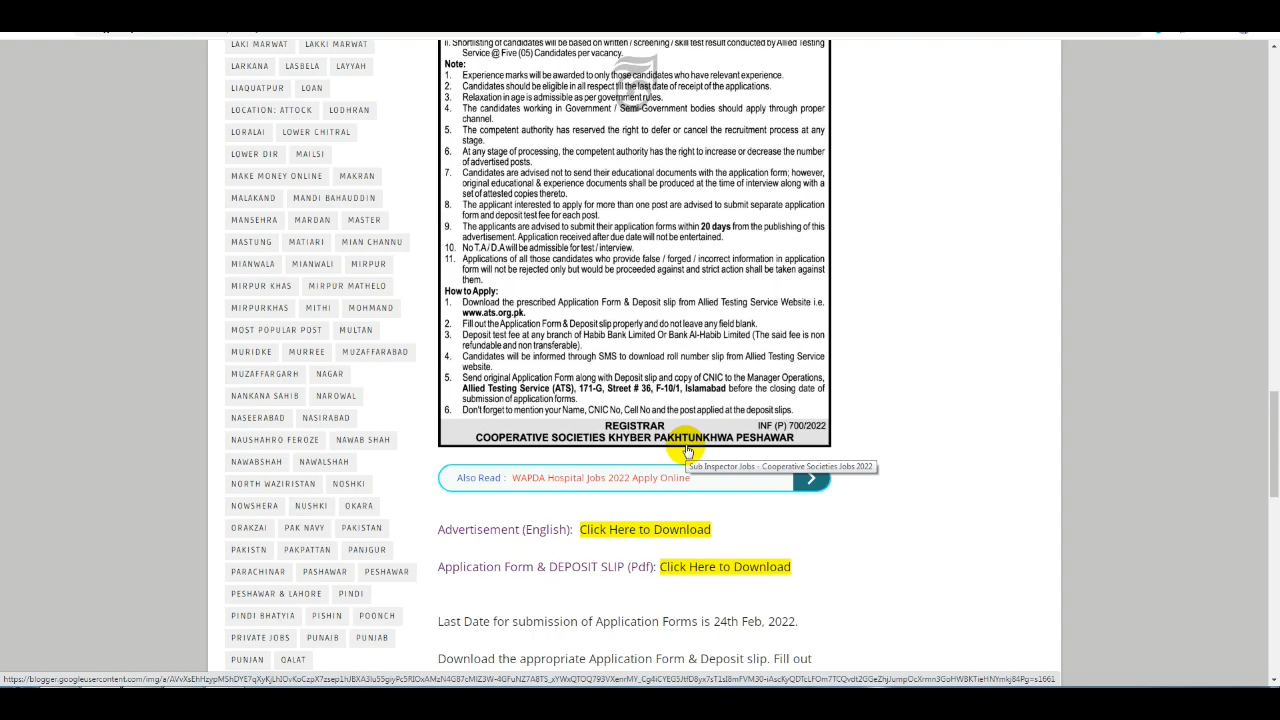 LAKI MARWAT LAKKI MARWAT
LARKANA LASBELA LAYYAH
LIAQUATPUR LOAN
LOCATION: ATTOCK LODHRAN
LORALAI LOWER CHITRAL
LOWER DIR MAILSI
MAKE MONEY ONLINE MAKRAN
MALAKAND MANDI BAHAUDDIN
MANSEHRA MARDAN MASTER
MASTUNG MATIARI MIAN CHANNU
MIANWALA MIANWALI MIRPUR
MIRPUR KHAS MIRPUR MATHELO
MIRPURKHAS MITHI MOHMAND
MOST POPULAR POST MULTAN
MURIDKE MURREE MUZAFFARABAD
MUZAFFARGARH NAGAR
NANKANA SAHIB NAROWAL
NASEERABAD NASIRABAD
NAUSHAHRO FEROZE NAWAB SHAH
NAWABSHAH NAWALSHAH
NORTH WAZIRISTAN NOSHKI
NOWSHERA NUSHKI OKARA
ORAKZAI PAK NAVY PAKISTAN
PAKISTN PAKPATTAN PANJGUR
PARACHINAR PASHAWAR PESHAWAR
PESHAWAR & LAHORE PINDI
PINDI BHATYIA PISHIN POONCH
PRIVATE JOBS PUNAIB PUNJAB
PUNJAN QALAT
ii. Shortlisting of candidates will be based on written / screening / skill test result conducted by Allied Testing
Service @ Five (05) Candidates per vacancy.
Note:
1. Experience marks will be awarded to only those candidates who have relevant experience.
2. Candidates should be eligible in all respect till the last date of receipt of the applications.
3. Relaxation in age is admissible as per government rules.
4. The candidates working in Government / Semi-Government bodies should apply through proper
channel.
5. The competent authority has reserved the right to defer or cancel the recruitment process at any
stage.
6. At any stage of processing, the competent authority has the right to increase or decrease the number
of advertised posts.
7. Candidates are advised not to send their educational documents with the application form; however,
original educational & experience documents shall be produced at the time of interview along with a
set of attested copies thereto.
8. The applicant interested to apply for more than one post are advised to submit separate application
form and deposit test fee for each post.
9. The applicants are advised to submit their application forms within 20 days from the publishing of this
advertisement. Application received after due date will not be entertained.
10. No T.A / D.A will be admissible for test / interview.
11. Applications of all those candidates who provide false / forged / incorrect information in application
form will not be rejected only but would be proceeded against and strict action shall be taken against
them.
How to Apply:
1. Download the prescribed Application Form & Deposit slip from Allied Testing Service Website i.e.
www.ats.org.pk.
2. Fill out the Application Form & Deposit slip properly and do not leave any field blank.
3. Deposit test fee at any branch of Habib Bank Limited Or Bank Al-Habib Limited (The said fee is non
refundable and non transferable).
4. Candidates will be informed through SMS to download roll number slip from Allied Testing Service
website.
5. Send original Application Form along with Deposit slip and copy of CNIC to the Manager Operations,
Allied Testing Service (ATS), 171-G, Street # 36, F-10/1, Islamabad before the closing date of
submission of application forms.
6. Don't forget to mention your Name, CNIC No, Cell No and the post applied at the deposit slips.
REGISTRAR INF (P) 700/2022
COOPERATIVE SOCIETIES KHYBER PAKHTUNKHWA PESHAWAR
Sub Inspector Jobs - Cooperative Societies Jobs 2022
Also Read : WAPDA Hospital Jobs 2022 Apply Online
Advertisement (English): Click Here to Download
Application Form & DEPOSIT SLIP (Pdf): Click Here to Download
Last Date for submission of Application Forms is 24th Feb, 2022.
Download the appropriate Application Form & Deposit slip. Fill out